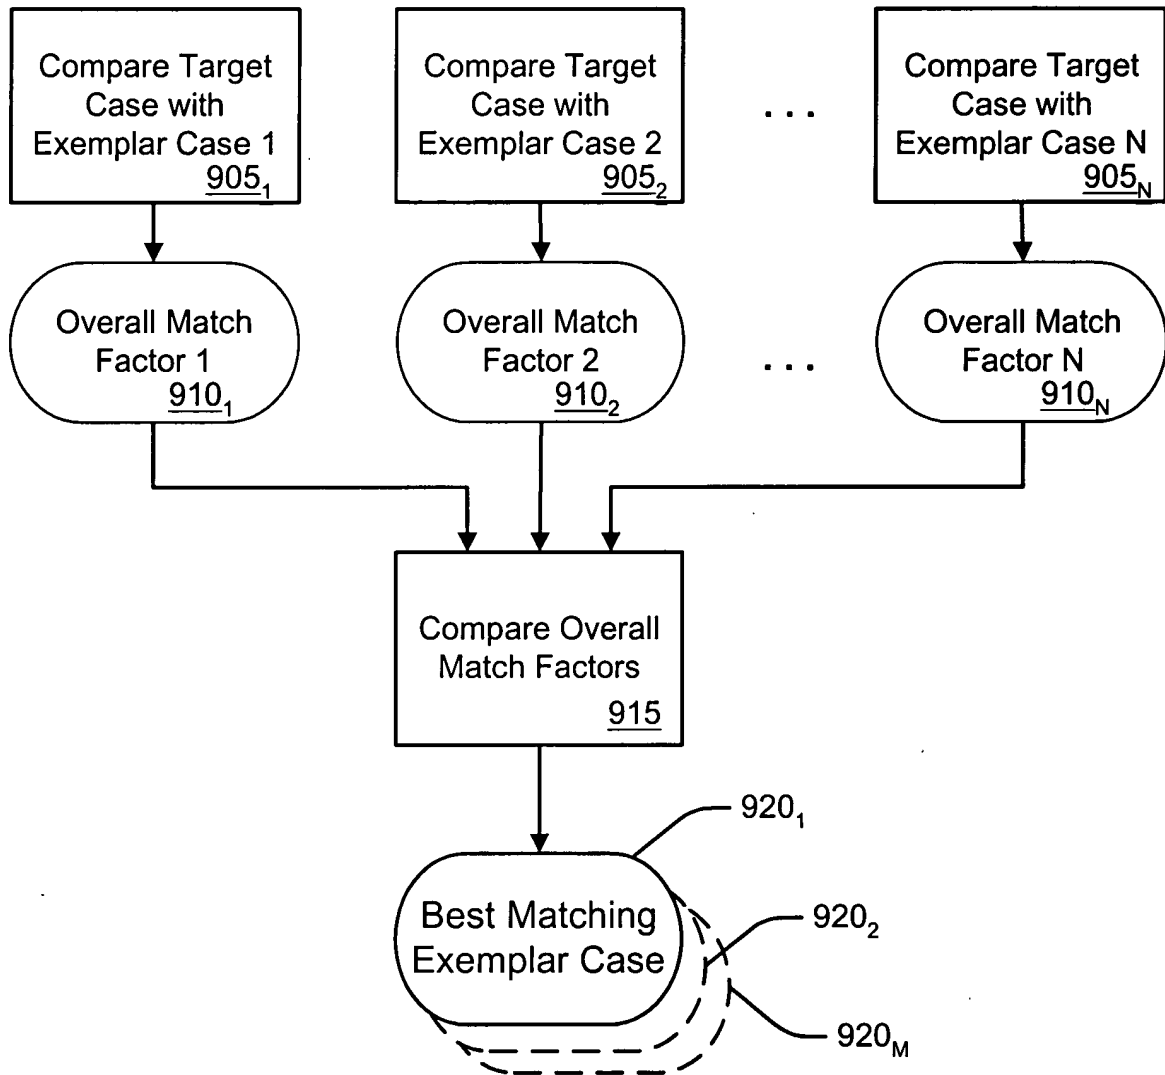 Compare Target
Case with
Exemplar Case 1
905₁
Compare Target
Case with
Exemplar Case 2
905₂
. . .
Compare Target
Case with
Exemplar Case N
905N
Overall Match
Factor 1
910₁
Overall Match
Factor 2
910₂
. . .
Overall Match
Factor N
910N
Compare Overall
Match Factors
915
920₁
Best Matching
Exemplar Case
920₂
920M